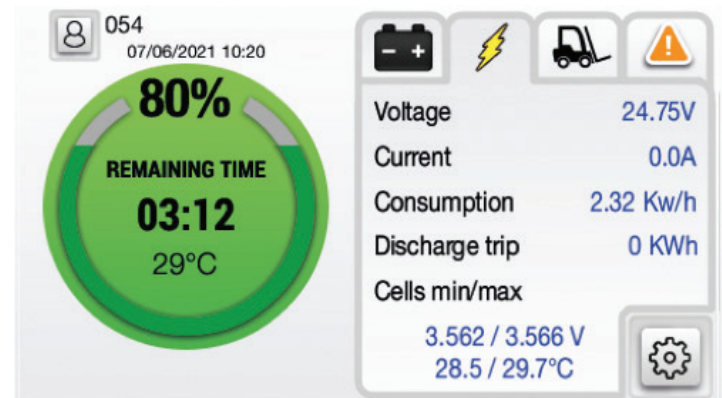 054
07/06/2021 10:20
80%
REMAINING TIME
03:12
29°C
- +
Voltage 24.75V
Current 0.0A
Consumption 2.32 Kw/h
Discharge trip 0 KWh
Cells min/max
3.562 / 3.566 V
28.5 / 29.7°C